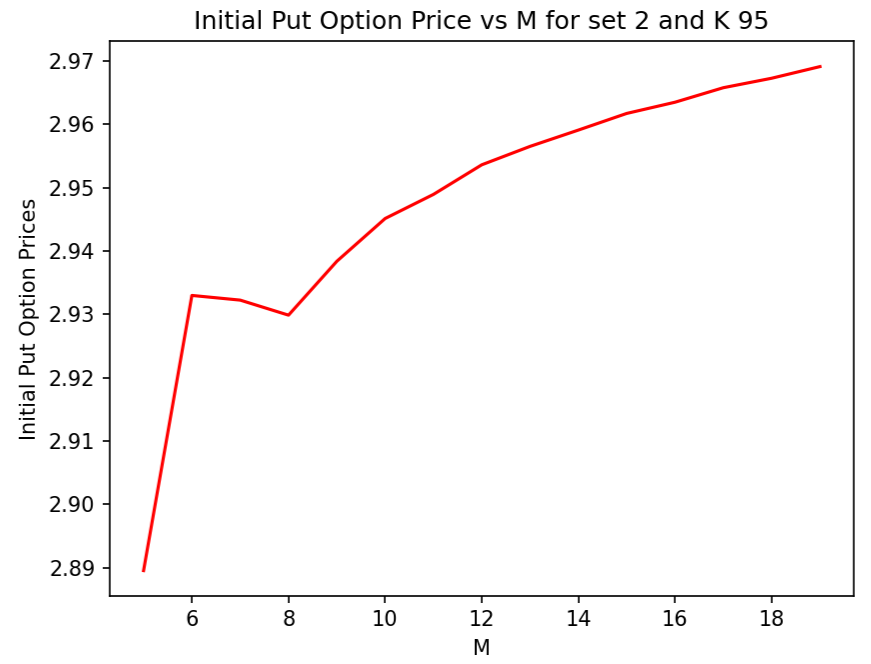 Initial Put Option Price vs M for set 2 and K 95
Initial Put Option Prices
2.97
2.96
2.95
2.94
2.93
2.92
2.91
2.90
2.89
6 8 10 12 14 16 18
M